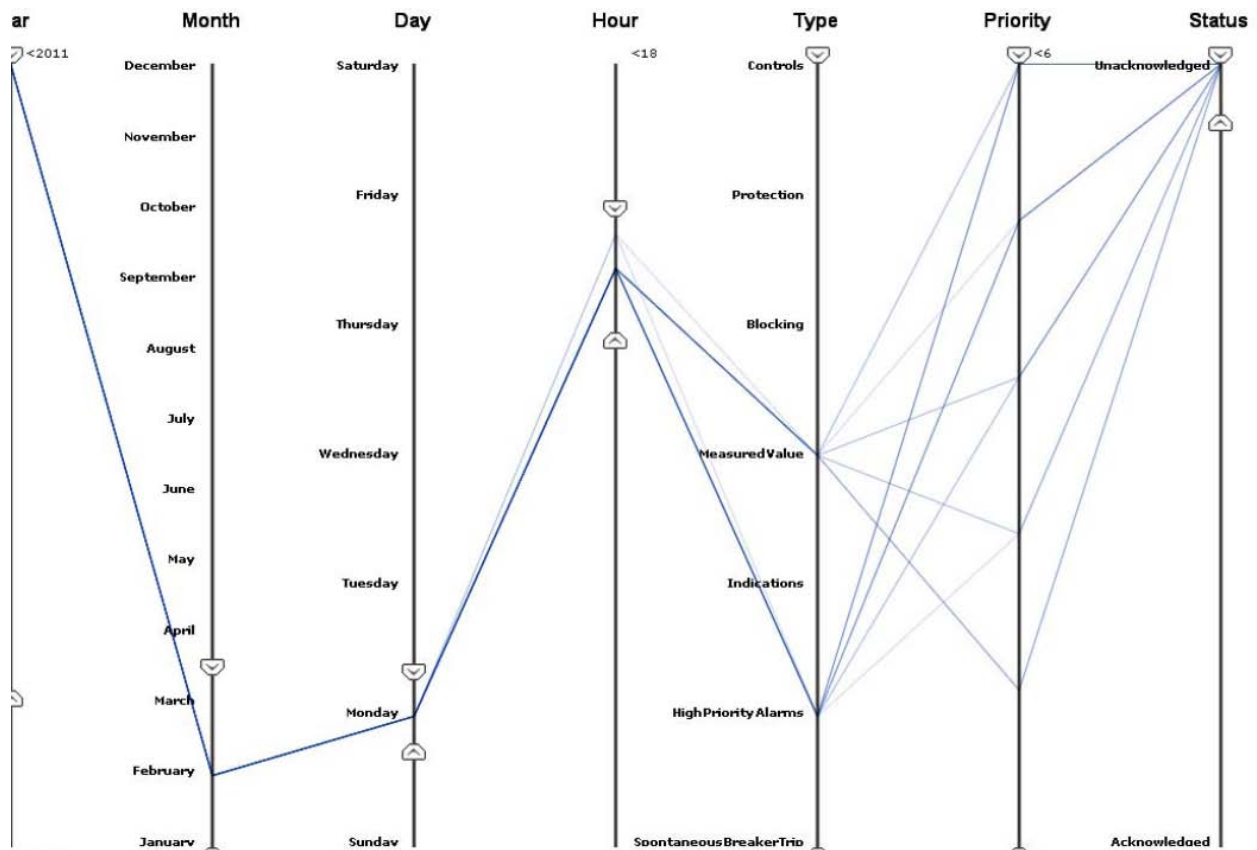 ar Month Day Hour Type Priority Status
<2011 <18 <6
December Saturday Controls Unacknowledged
November
Friday Protection
October
September
Thursday Blocking
August
July
Wednesday MeasuredValue
June
May
Tuesday Indications
April
March
Monday HighPriorityAlarms
February
January Sunday SpontaneousBreakerTrip Acknowledged